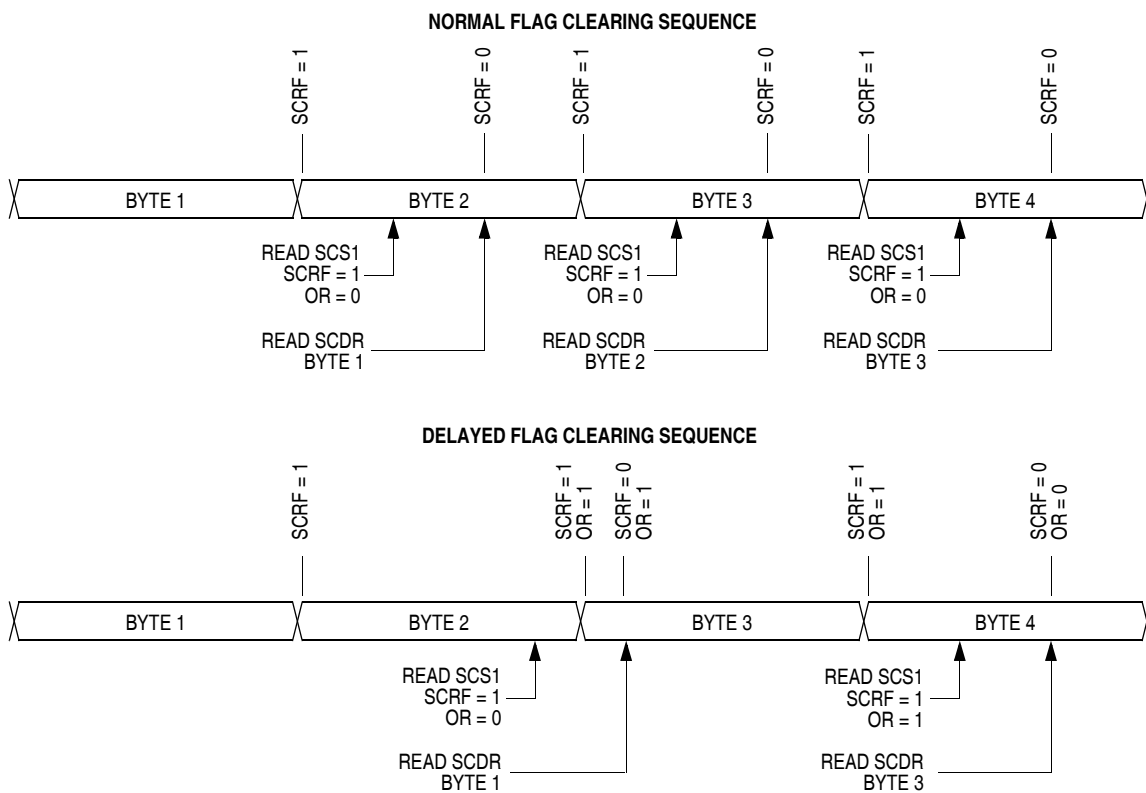 NORMAL FLAG CLEARING SEQUENCE
SCRF = 1
SCRF = 0
SCRF = 1
SCRF = 0
SCRF = 1
SCRF = 0
BYTE 1
BYTE 2
BYTE 3
BYTE 4
READ SCS1
SCRF = 1
OR = 0
READ SCS1
SCRF = 1
OR = 0
READ SCS1
SCRF = 1
OR = 0
READ SCDR
BYTE 1
READ SCDR
BYTE 2
READ SCDR
BYTE 3
DELAYED FLAG CLEARING SEQUENCE
SCRF = 1
SCRF = 1
OR = 1
SCRF = 0
OR = 1
SCRF = 1
OR = 1
SCRF = 0
OR = 0
BYTE 1
BYTE 2
BYTE 3
BYTE 4
READ SCS1
SCRF = 1
OR = 0
READ SCS1
SCRF = 1
OR = 1
READ SCDR
BYTE 1
READ SCDR
BYTE 3